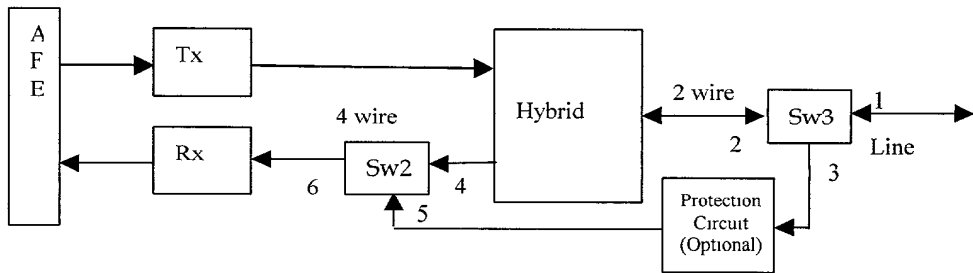 A
F
E
Tx
Rx
4 wire
6
Sw2
4
5
Hybrid
2 wire
2
Sw3
1
Line
3
Protection
Circuit
(Optional)